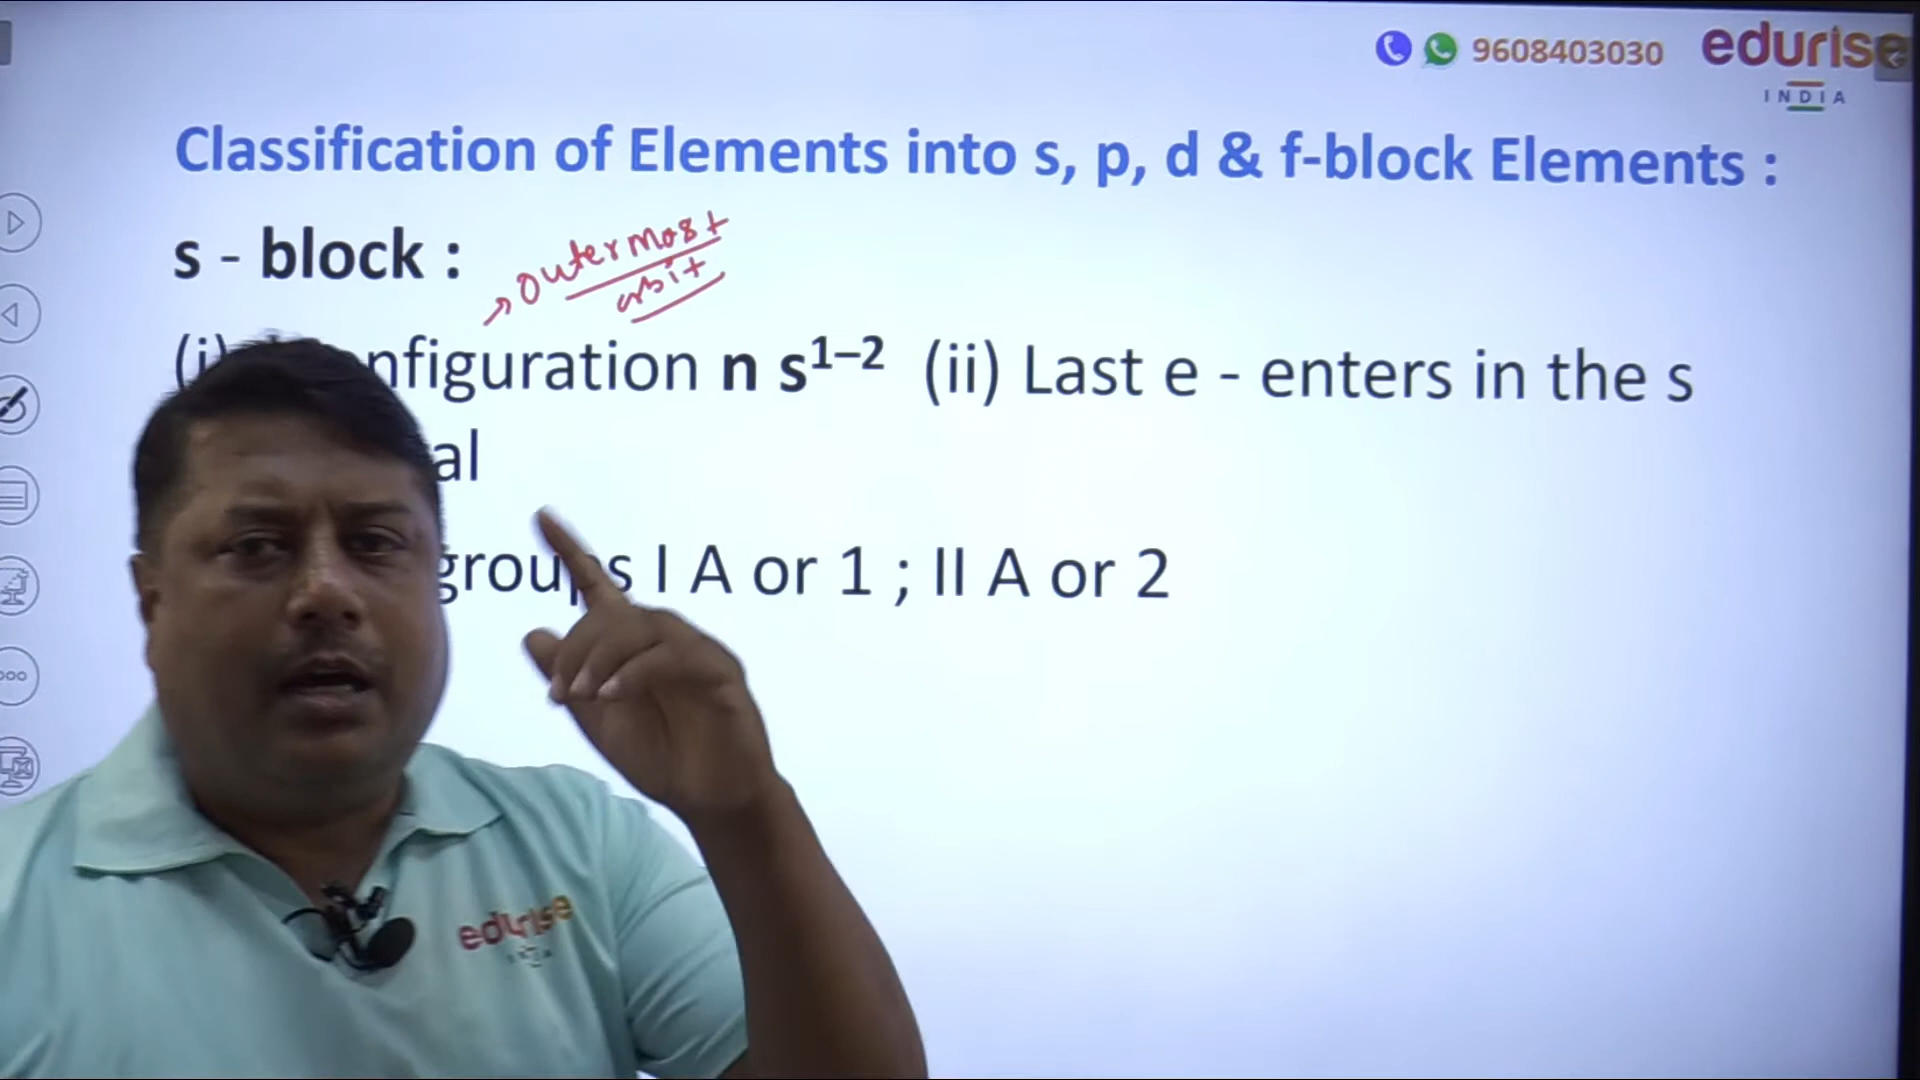 9608403030 edurise
INDIA
Classification of Elements into s, p, d & f-block Elements :
s - block :
→ outermost
orbit
(i) nfiguration n s¹⁻² (ii) Last e - enters in the s
al
groups I A or 1 ; II A or 2
edurise